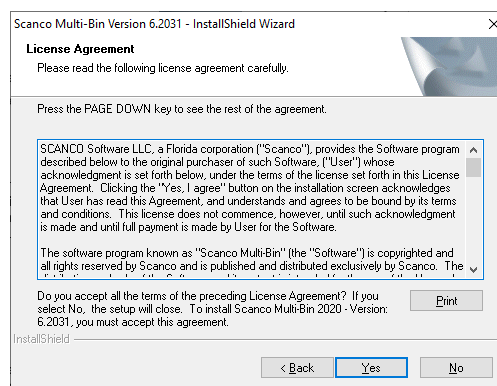 Scanco Multi-Bin Version 6.2031 - InstallShield Wizard
License Agreement
Please read the following license agreement carefully.
Press the PAGE DOWN key to see the rest of the agreement.
SCANCO Software LLC, a Florida corporation ("Scanco"), provides the Software program
described below to the original purchaser of such Software, ("User") whose
acknowledgment is set forth below, under the terms of the license set forth in this License
Agreement.  Clicking the "Yes, I agree" button on the installation screen acknowledges
that User has read this Agreement, and understands and agrees to be bound by its terms
and conditions.  This license does not commence, however, until such acknowledgment
is made and until full payment is made by User for the Software.
The software program known as "Scanco Multi-Bin" (the "Software") is copyrighted and
all rights reserved by Scanco and is published and distributed exclusively by Scanco.  The
Do you accept all the terms of the preceding License Agreement?  If you
select No,  the setup will close.  To install Scanco Multi-Bin 2020 - Version:
6.2031, you must accept this agreement.
Print
InstallShield
< Back
Yes
No